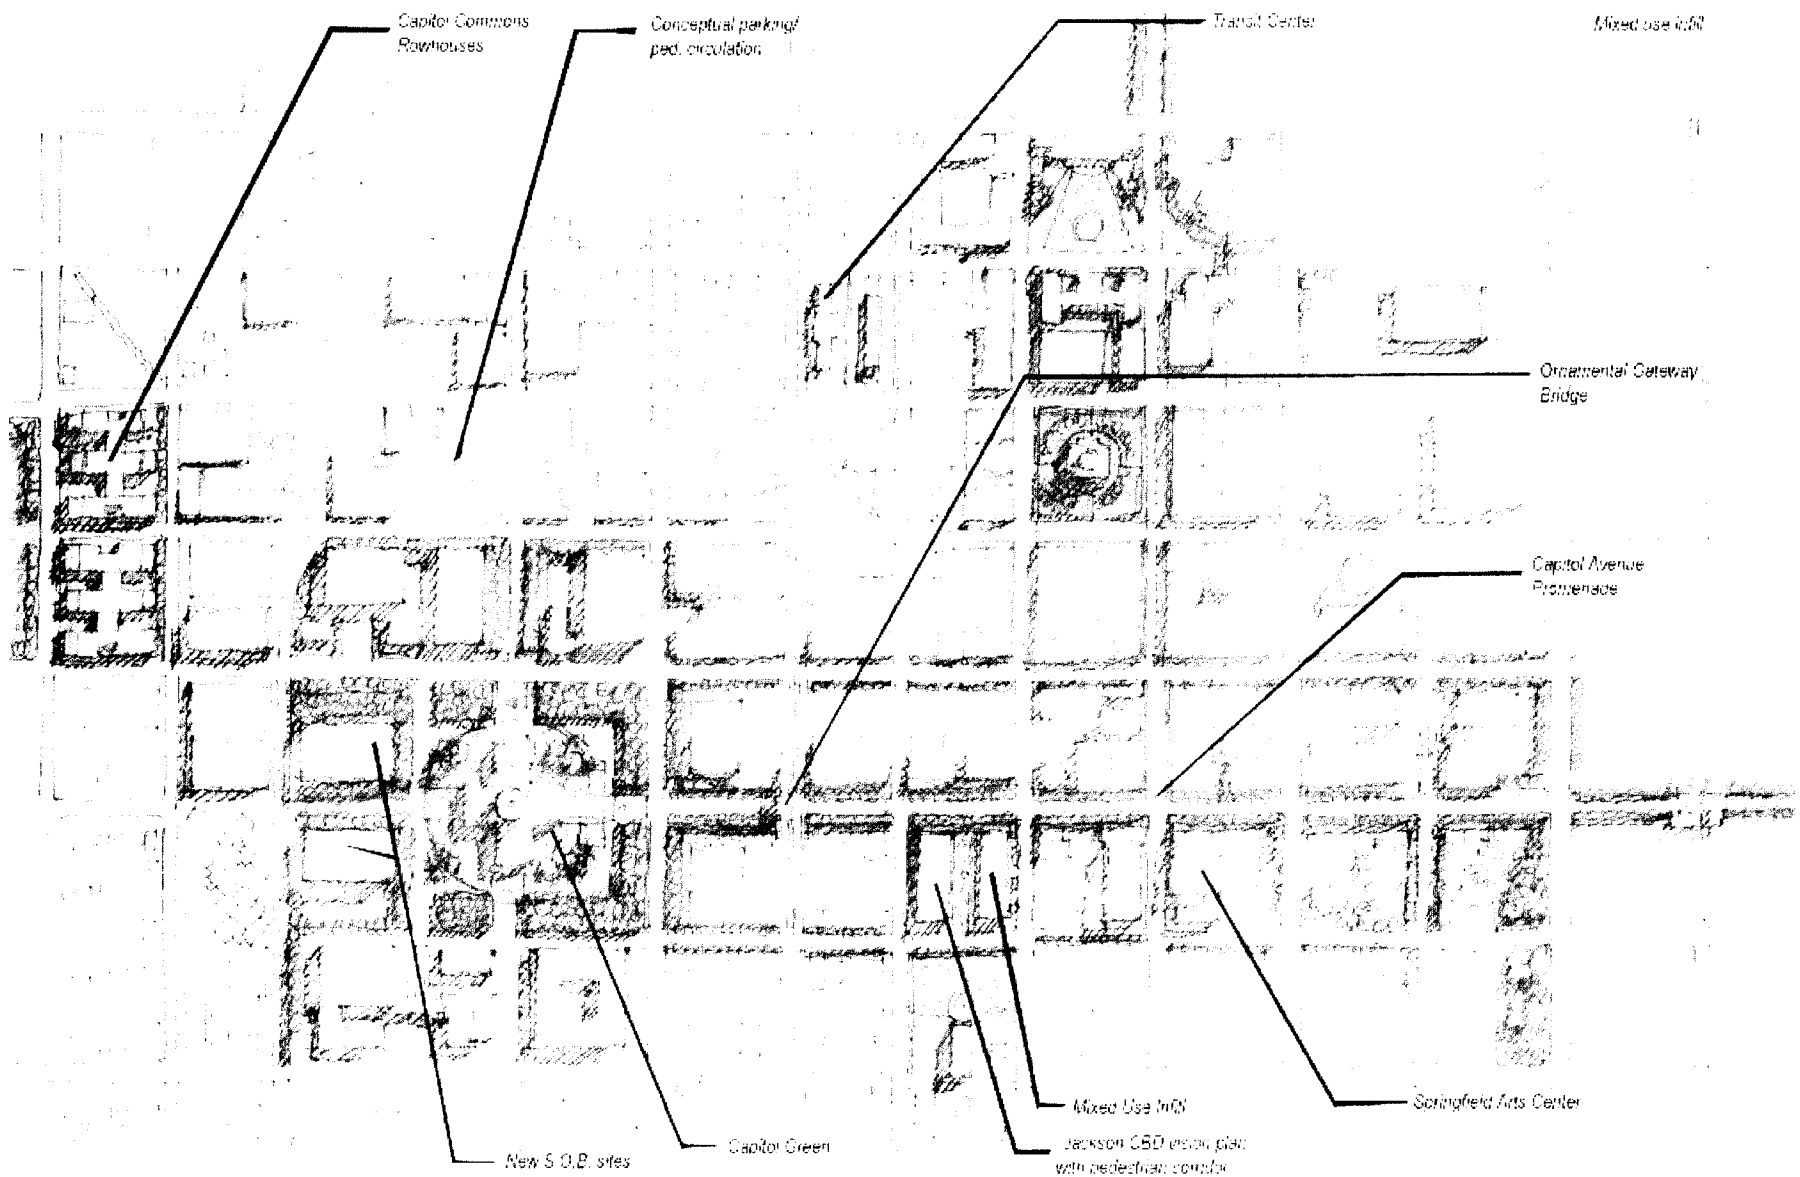 Capitol Commons
Rowhouses
Conceptual parking/
ped. circulation
Transit Center
Mixed use infill
Ornamental Gateway
Bridge
Capitol Avenue
Promenade
Mixed Use Infill
Springfield Arts Center
Jackson CBD vision plan
with pedestrian corridor
Capitol Green
New S.O.B. sites